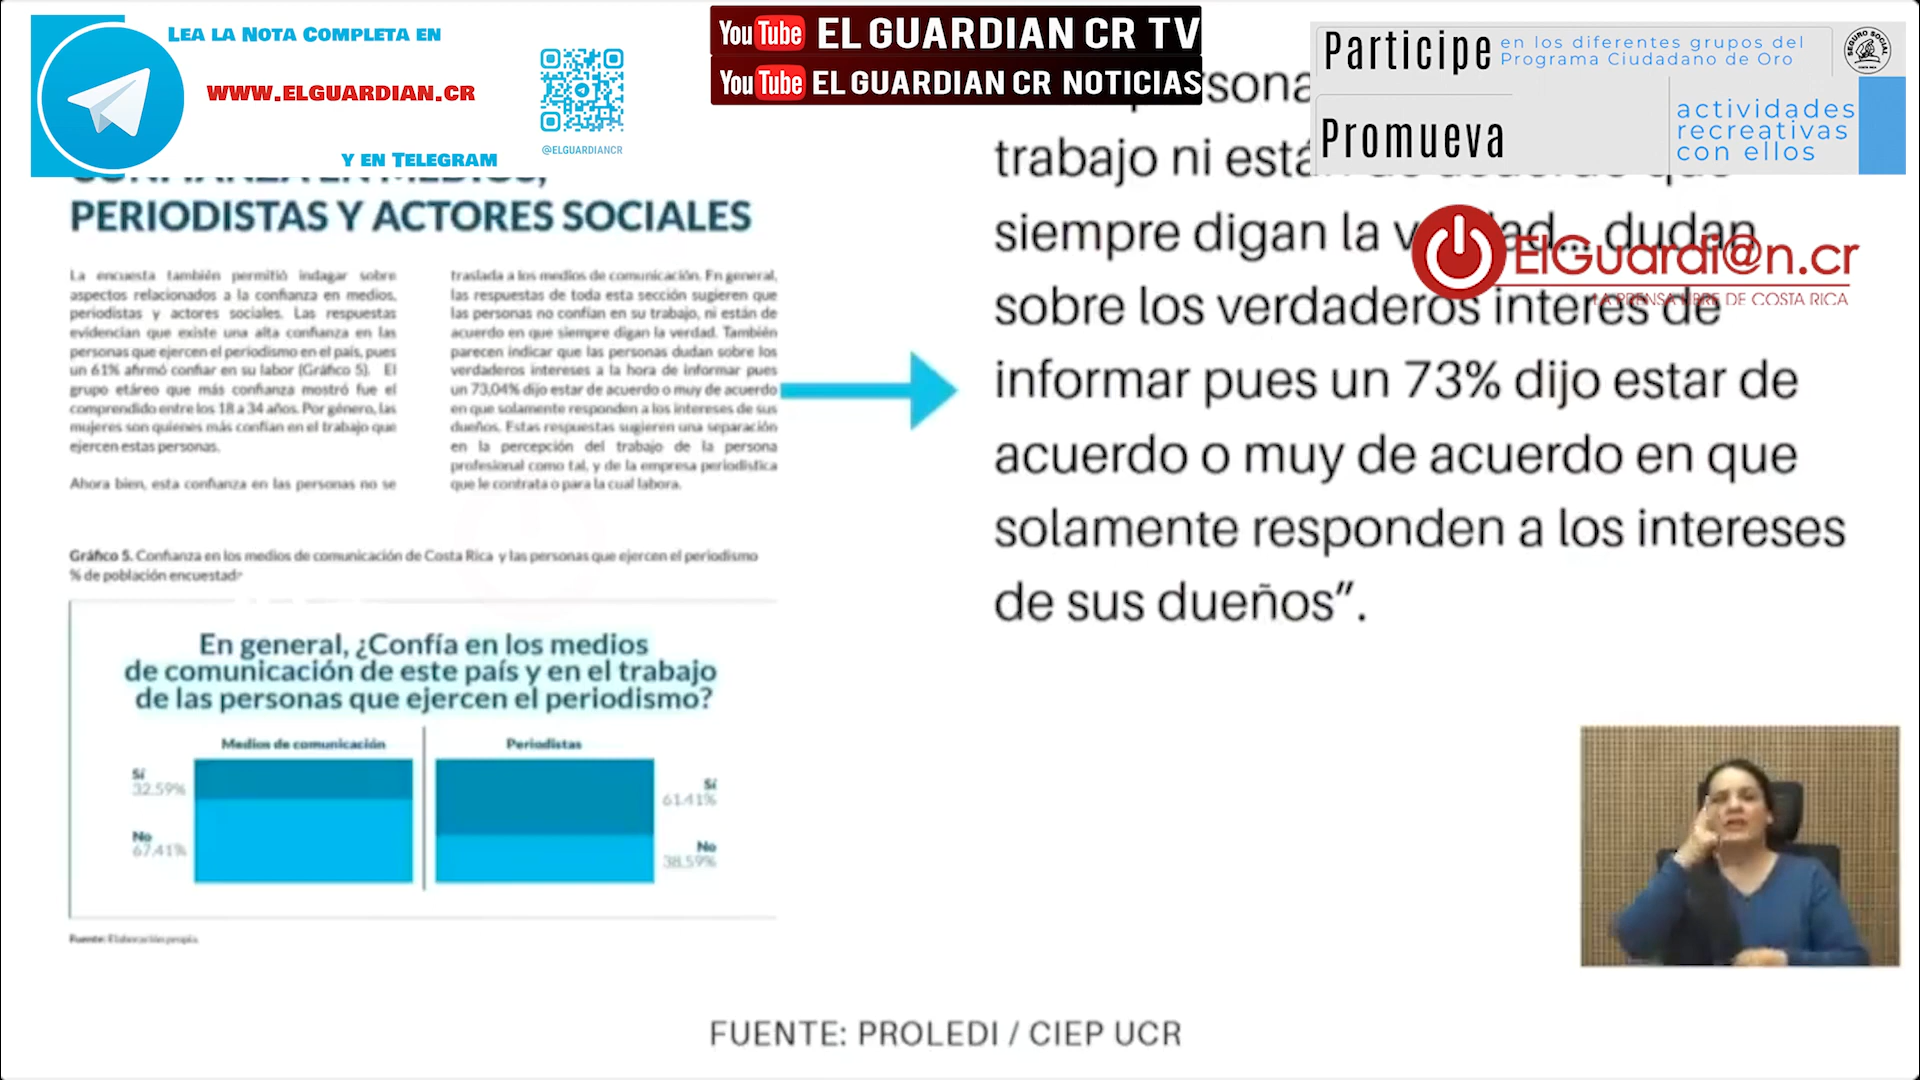 LEA LA NOTA COMPLETA EN
WWW.ELGUARDIAN.CR
Y EN TELEGRAM
@ELGUARDIANCR
YouTube EL GUARDIAN CR TV
YouTube EL GUARDIAN CR NOTICIAS
Participe en los diferentes grupos del
Programa Ciudadano de Oro
Promueva
actividades
recreativas
con ellos
SEGURO SOCIAL
ElGuardi@n.cr
LA PRENSA LIBRE DE COSTA RICA
CONFIANZA EN MEDIOS,
PERIODISTAS Y ACTORES SOCIALES
La encuesta también permitió indagar sobre
aspectos relacionados a la confianza en medios,
periodistas y actores sociales. Las respuestas
evidencian que existe una alta confianza en las
personas que ejercen el periodismo en el país, pues
un 61% afirmó confiar en su labor (Gráfico 5). El
grupo etáreo que más confianza mostró fue el
comprendido entre los 18 a 34 años. Por género, las
mujeres son quienes más confían en el trabajo que
ejercen estas personas.
Ahora bien, esta confianza en las personas no se
traslada a los medios de comunicación. En general,
las respuestas de toda esta sección sugieren que
las personas no confían en su trabajo, ni están de
acuerdo en que siempre digan la verdad. También
parecen indicar que las personas dudan sobre los
verdaderos intereses a la hora de informar pues
un 73,04% dijo estar de acuerdo o muy de acuerdo
en que solamente responden a los intereses de sus
dueños. Estas respuestas sugieren una separación
en la percepción del trabajo de la persona
profesional como tal, y de la empresa periodística
que le contrata o para la cual labora.
Gráfico 5. Confianza en los medios de comunicación de Costa Rica y las personas que ejercen el periodismo
% de población encuestada
En general, ¿Confía en los medios
de comunicación de este país y en el trabajo
de las personas que ejercen el periodismo?
Medios de comunicación
Periodistas
Sí
32.59%
No
67,41%
Sí
61.41%
No
38.59%
Fuente: Elaboración propia.
trabajo ni están de acuerdo que
siempre digan la verdad... dudan
sobre los verdaderos interes de
informar pues un 73% dijo estar de
acuerdo o muy de acuerdo en que
solamente responden a los intereses
de sus dueños”.
FUENTE: PROLEDI / CIEP UCR